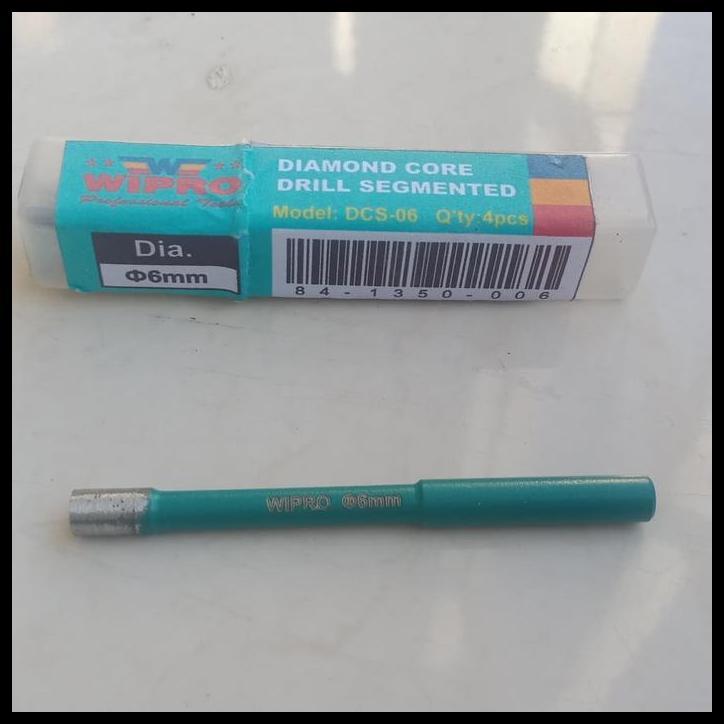 WIPRO
Professional Tools
Dia.
Φ6mm
DIAMOND CORE
DRILL SEGMENTED
Model: DCS-06 Q'ty:4pcs
84-1350-006
WIPRO Φ6mm